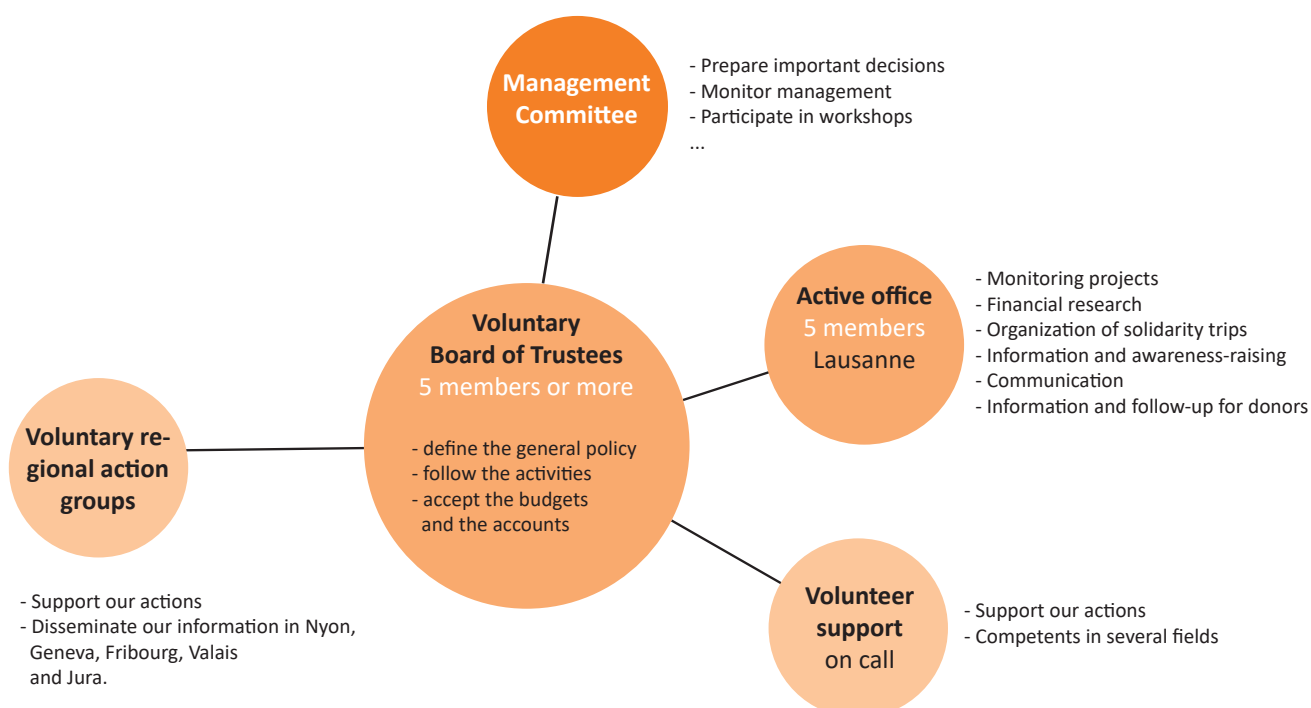 Management
Committee
- Prepare important decisions
- Monitor management
- Participate in workshops
...
Voluntary
Board of Trustees
5 members or more
- define the general policy
- follow the activities
- accept the budgets
and the accounts
Active office
5 members
Lausanne
- Monitoring projects
- Financial research
- Organization of solidarity trips
- Information and awareness-raising
- Communication
- Information and follow-up for donors
Voluntary re-
gional action
groups
- Support our actions
- Disseminate our information in Nyon,
Geneva, Fribourg, Valais
and Jura.
Volunteer
support
on call
- Support our actions
- Competents in several fields